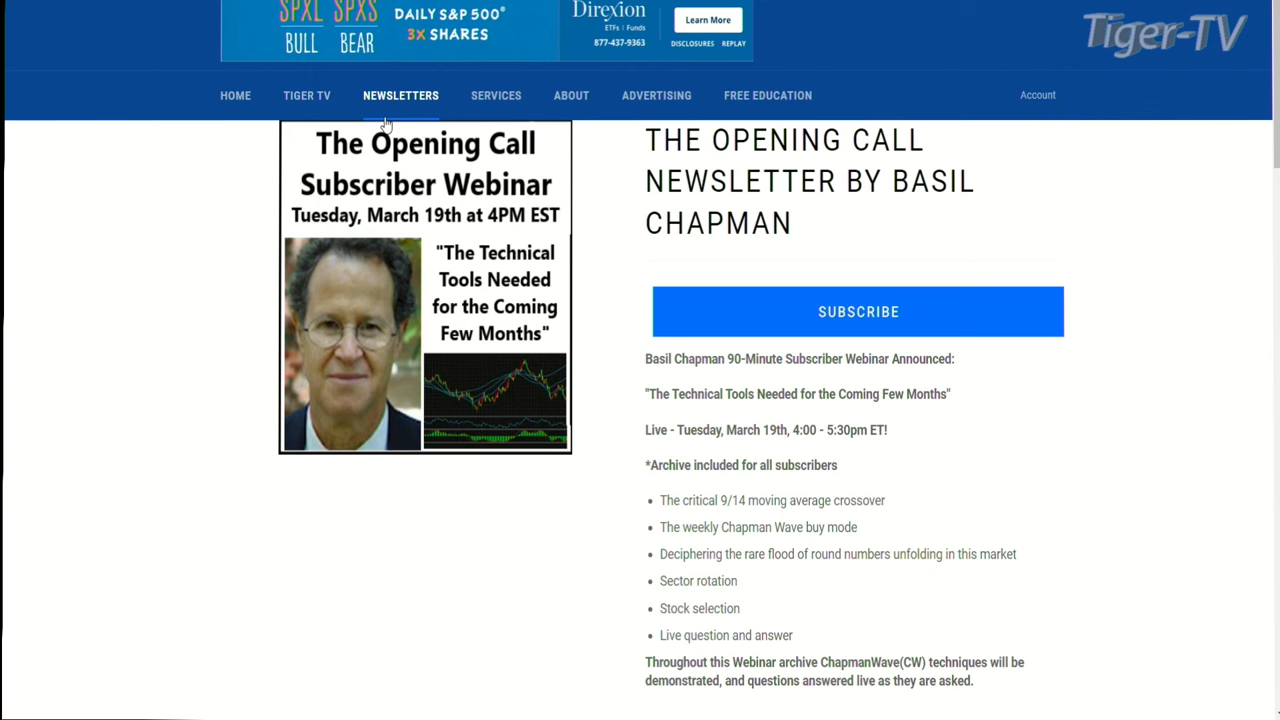 SPXL SPXS
BULL BEAR
DAILY S&P 500®
3X SHARES
Direxion
ETFs | Funds
877-437-9363
Learn More
DISCLOSURES REPLAY
Tiger-TV
HOME TIGER TV NEWSLETTERS SERVICES ABOUT ADVERTISING FREE EDUCATION Account
The Opening Call
Subscriber Webinar
Tuesday, March 19th at 4PM EST
"The Technical
Tools Needed
for the Coming
Few Months"
THE OPENING CALL
NEWSLETTER BY BASIL
CHAPMAN
SUBSCRIBE
Basil Chapman 90-Minute Subscriber Webinar Announced:
"The Technical Tools Needed for the Coming Few Months"
Live - Tuesday, March 19th, 4:00 - 5:30pm ET!
*Archive included for all subscribers
• The critical 9/14 moving average crossover
• The weekly Chapman Wave buy mode
• Deciphering the rare flood of round numbers unfolding in this market
• Sector rotation
• Stock selection
• Live question and answer
Throughout this Webinar archive ChapmanWave(CW) techniques will be
demonstrated, and questions answered live as they are asked.